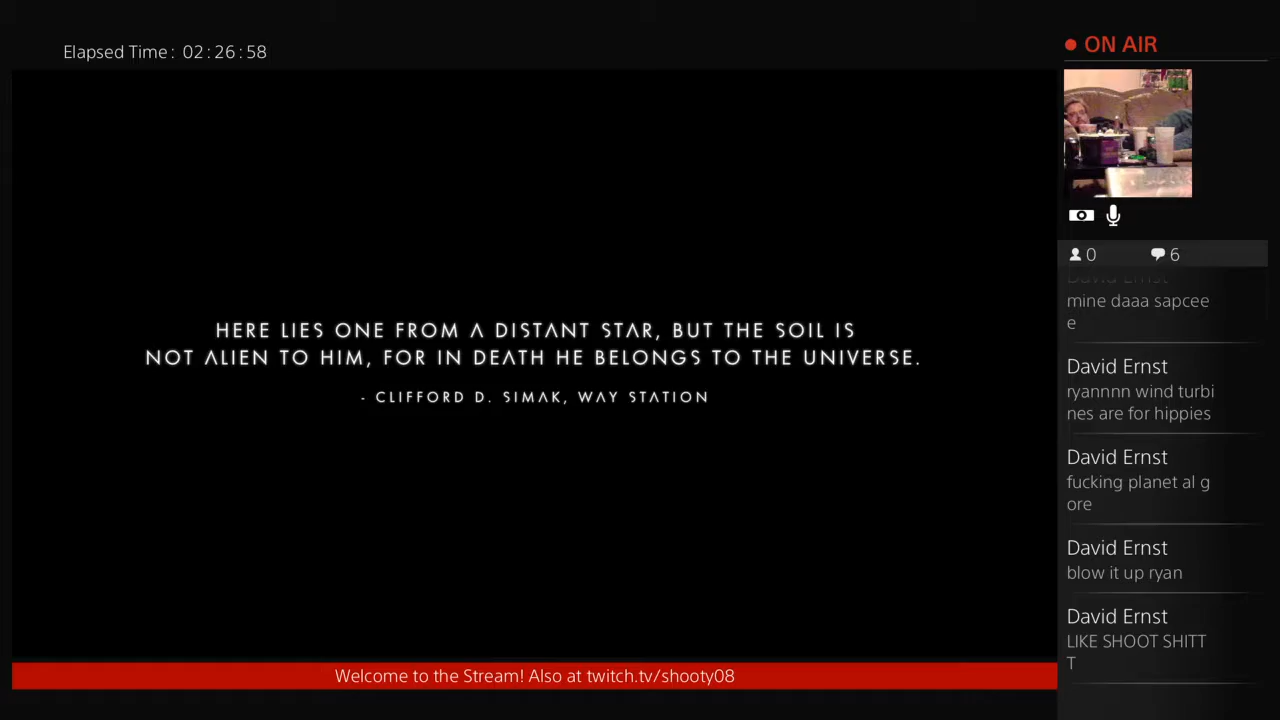 Elapsed Time: 02:26:58
ON AIR
HERE LIES ONE FROM A DISTANT STAR, BUT THE SOIL IS
NOT ALIEN TO HIM, FOR IN DEATH HE BELONGS TO THE UNIVERSE.
- CLIFFORD D. SIMAK, WAY STATION
0 6
David Ernst
mine daaa sapcee
e
David Ernst
ryannnn wind turbi
nes are for hippies
David Ernst
fucking planet al g
ore
David Ernst
blow it up ryan
David Ernst
LIKE SHOOT SHITT
T
Welcome to the Stream! Also at twitch.tv/shooty08